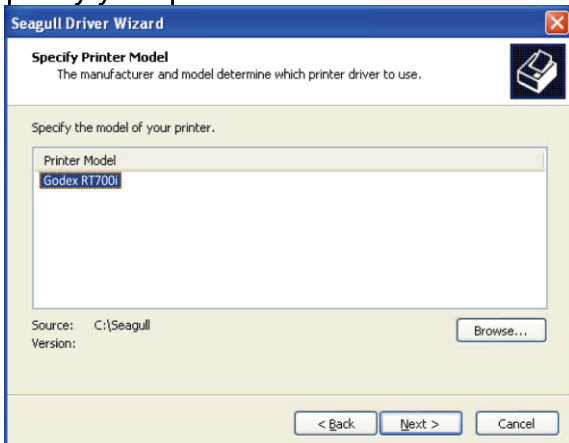 Seagull Driver Wizard
Specify Printer Model
The manufacturer and model determine which printer driver to use.
Specify the model of your printer.
Printer Model
Godex RT700i
Source: C:\Seagull
Browse...
Version:
< Back Next > Cancel